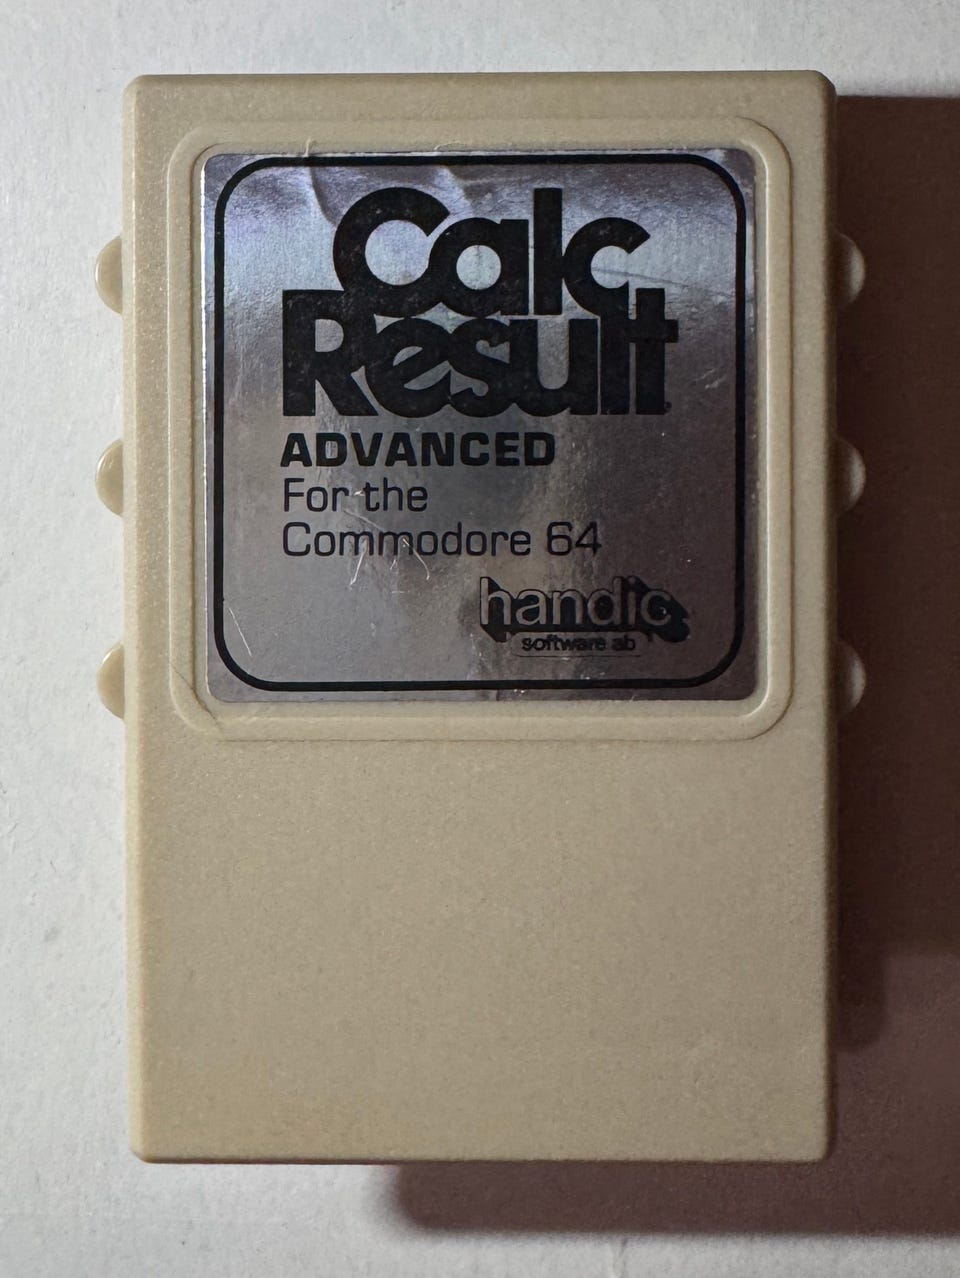 Calc
Result
ADVANCED
For the
Commodore 64
handic
software ab